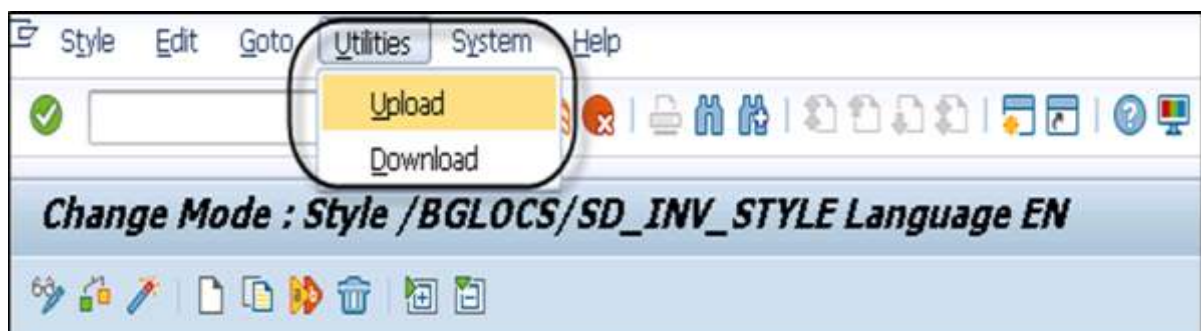 Style Edit Goto Utilities System Help
Upload
Download
Change Mode : Style /BGLOCS/SD_INV_STYLE Language EN